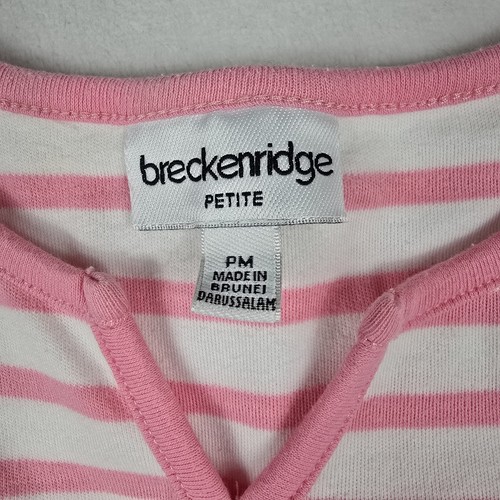 breckenridge
PETITE
PM
MADE IN
BRUNEI
DARUSSALAM